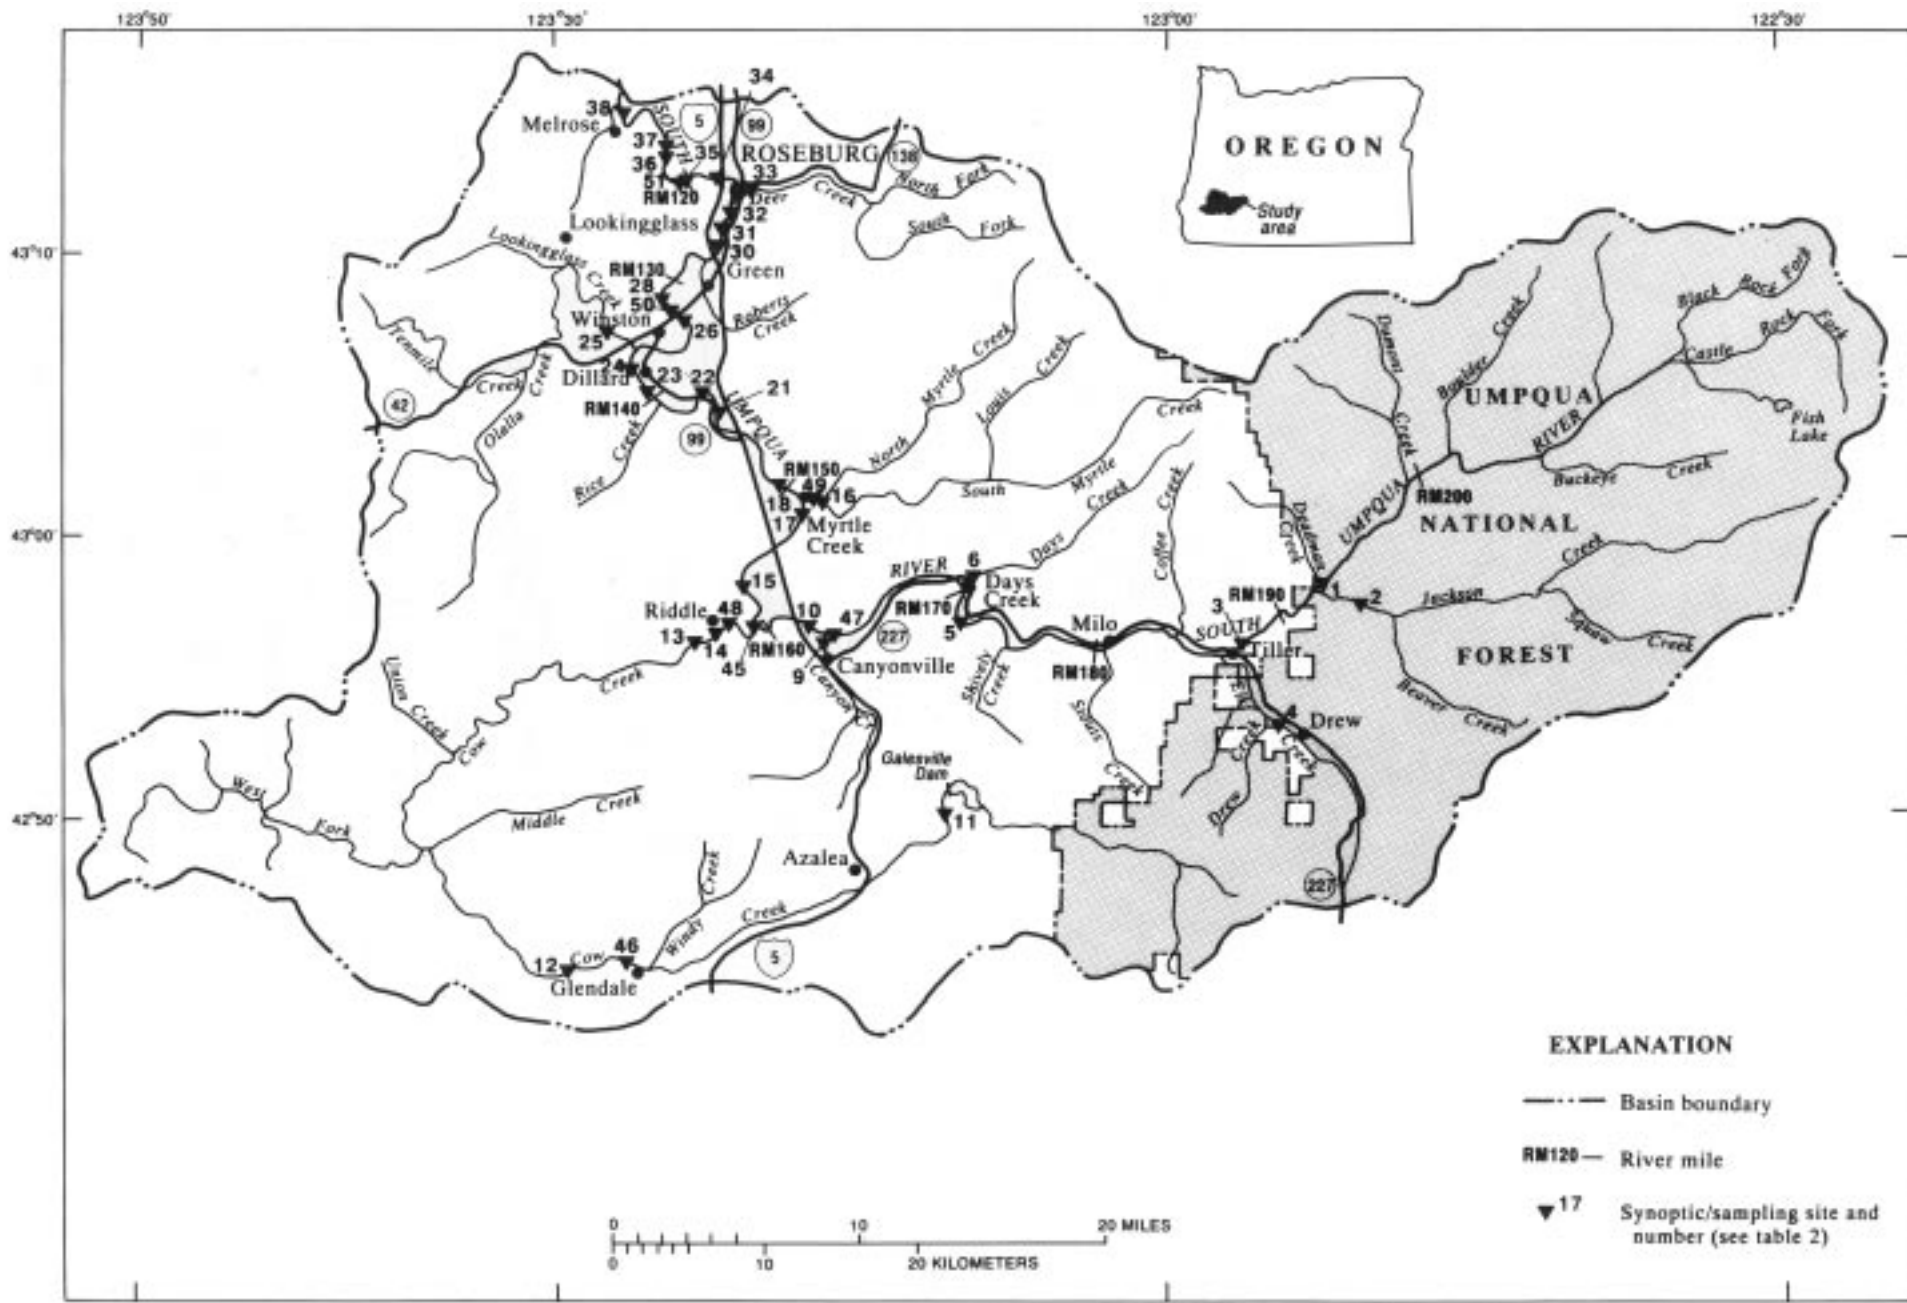 123°50'
123°30'
123°00'
122°30'
34
38
SOUTH
5
99
Melrose
37
35
ROSEBURG
138
36
33
North Fork
51
RM120
Deer Creek
32
Lookingglass
31
South Fork
Lookingglass Creek
30
43°10'
RM130
Green
28
50
Roberts Creek
Winston
26
25
Tenmile Creek
24
Dillard
23
22
21
RM140
42
Olalla Creek
UMPQUA
99
Rice Creek
North Myrtle Creek
Louis Creek
RM150
49
16
18
17
Myrtle Creek
South Myrtle Creek
OREGON
Study area
Black Rock Fork
Castle Rock Fork
Dumont Creek
Boulder Creek
UMPQUA
RIVER
Fish Lake
Buckeye Creek
RM200
UMPQUA
NATIONAL
Deadman Creek
Coffee Creek
Days Creek
43°00'
RIVER
6
Days Creek
15
RM170
Riddle
48
10
47
5
227
Milo
3
RM190
1
2
Jackson Creek
Squaw Creek
SOUTH
Tiller
FOREST
13
14
45
RM160
9
Canyonville
Canyon Cr
Shively Creek
RM180
Stouts Creek
Beaver Creek
4
Drew
Creek
Drew Creek
Union Creek
Cow Creek
Galesville Dam
11
42°50'
West Fork
Middle Creek
Azalea
Creek
Windy Creek
227
5
46
12
Cow
Glendale
EXPLANATION
Basin boundary
RM120— River mile
17 Synoptic/sampling site and
number (see table 2)
0 10 20 MILES
0 10 20 KILOMETERS